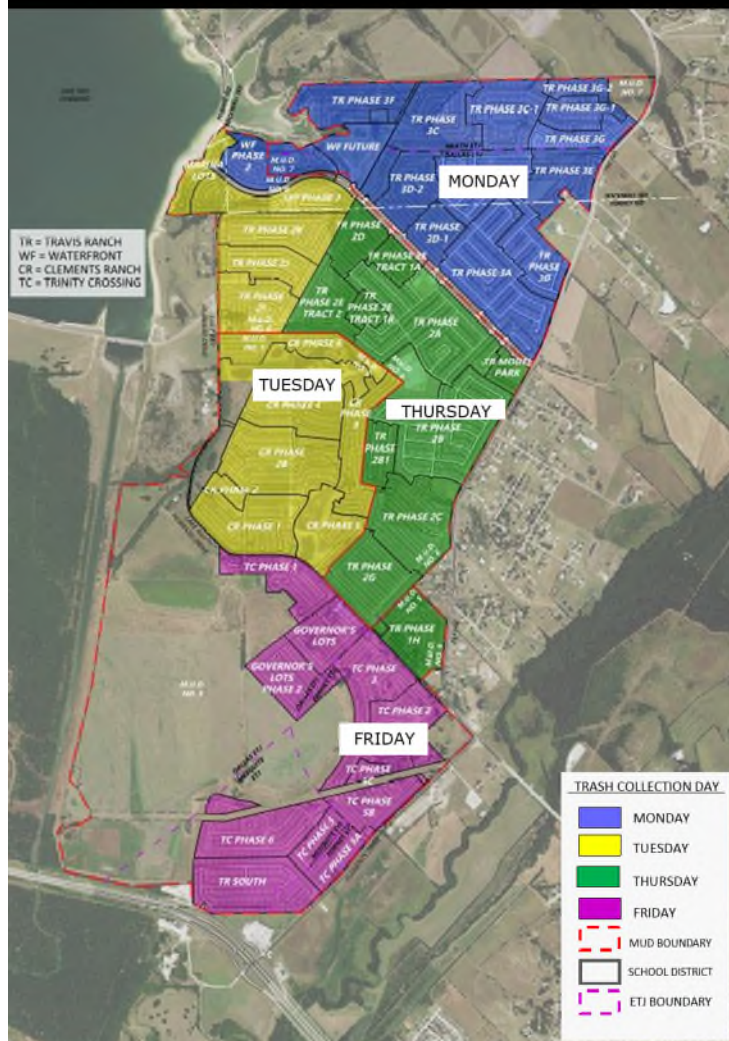 TR PHASE 3F
TR PHASE
3C
TR PHASE 3C-1
TR PHASE 3G-2
M.U.D.
NO. 7
TR PHASE 3G-1
TR PHASE 3G
WF
PHASE
2
M.U.D.
NO. 7
WF FUTURE
TR PHASE
3D-2
TR PHASE 3E
MONDAY
TR PHASE
3D-1
TR PHASE 3A
TR
PHASE
3B
TR = TRAVIS RANCH
WF = WATERFRONT
CR = CLEMENTS RANCH
TC = TRINITY CROSSING
LOTS
TR PHASE
2D
TR PHASE 2E
TRACT 1A
TR
PHASE 2E
TRACT 2
TR
PHASE 2E
TRACT 1B
TR PHASE
2A
TR MODEL
PARK
CR PHASE 6
TUESDAY
CR PHASE 4
CR
PHASE
3
THURSDAY
TR PHASE
2B
TR
PHASE
2B1
CR PHASE
2B
CR PHASE 2
CR PHASE 1
CR PHASE 5
TR PHASE 2C
M.U.D.
NO. 4
TR PHASE
2G
TC PHASE 1
M.U.D.
TR PHASE
1H
M.U.D.
GOVERNOR'S
LOTS
GOVERNOR'S
LOTS
PHASE 2
TC PHASE
3
TC PHASE 2
M.U.D.
FRIDAY
TC PHASE
5C
TC PHASE
5B
TC PHASE 6
TC PHASE 5
TC PHASE 5A
TR SOUTH
TRASH COLLECTION DAY
MONDAY
TUESDAY
THURSDAY
FRIDAY
MUD BOUNDARY
SCHOOL DISTRICT
ETJ BOUNDARY